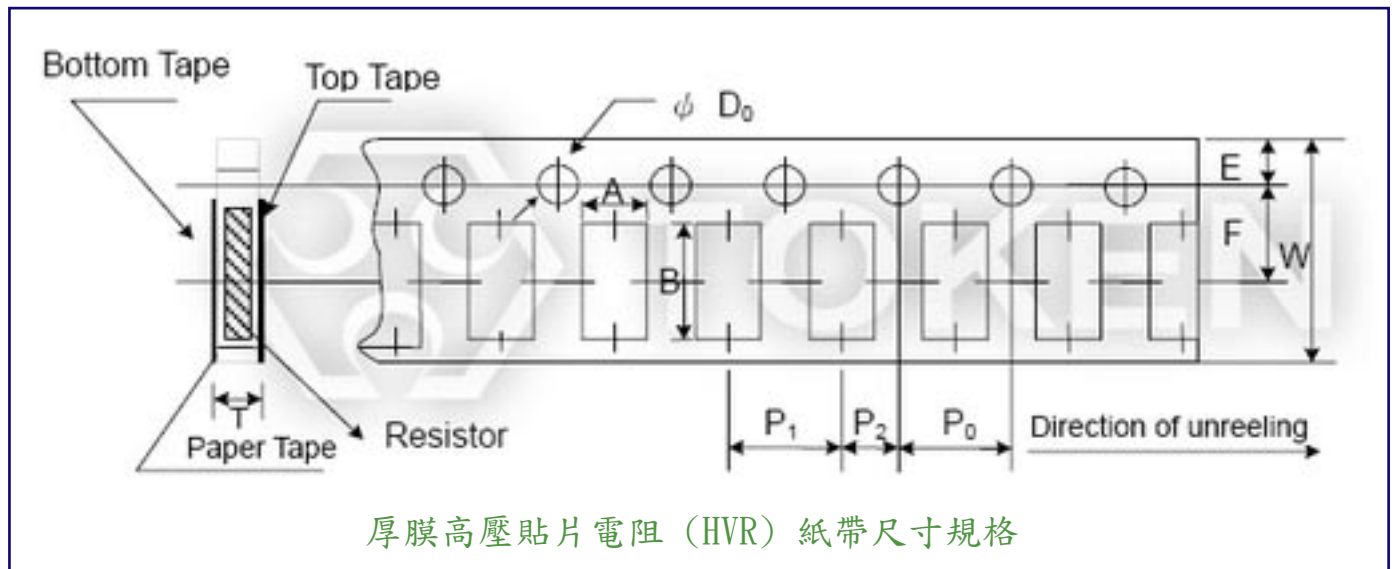 Bottom Tape
Top Tape
ϕ D₀
E
A
F
W
B
TOKEN
T
Paper Tape
Resistor
P₁
P₂
P₀
Direction of unreeling
厚膜高壓貼片電阻 (HVR) 紙帶尺寸規格